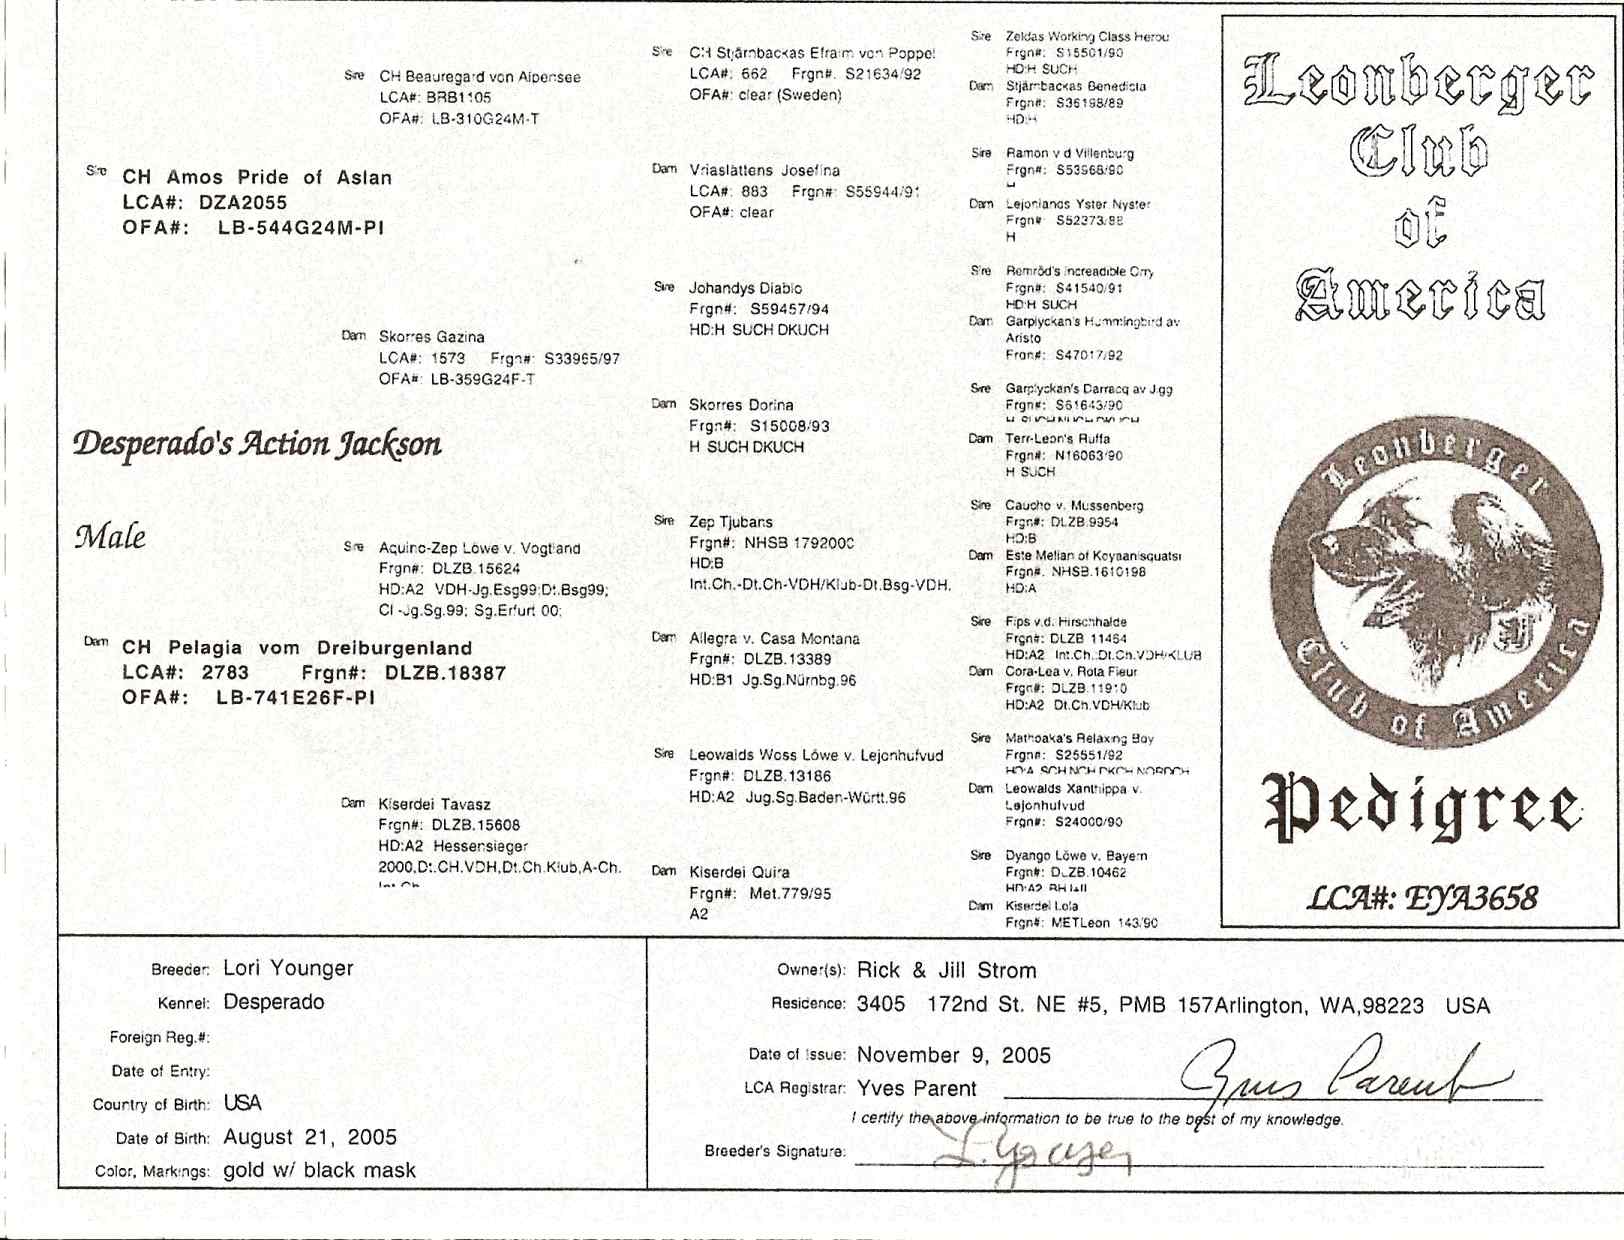 Sire CH Amos Pride of Aslan
LCA#: DZA2055
OFA#: LB-544G24M-PI
Desperado's Action Jackson
Male
Dam CH Pelagia vom Dreiburgenland
LCA#: 2783 Frgn#: DLZB.18387
OFA#: LB-741E26F-PI
Sire CH Beauregard von Alpensee
LCA#: BRB1105
OFA#: LB-310G24M-T
Dam Skorres Gazina
LCA#: 1573 Frgn#: S33965/97
OFA#: LB-359G24F-T
Sire Aquino-Zep Löwe v. Vogtland
Frgn#: DLZB.15624
HD:A2 VDH-Jg.Esg99;Dt.Bsg99;
Cl -Jg.Sg.99; Sg.Erfurt 00;
Dam Kiserdei Tavasz
Frgn#: DLZB.15608
HD:A2 Hessensieger
2000,Dt.CH.VDH,Dt.Ch.Klub,A-Ch.
Int.Ch
Sire CH Stjärnbackas Efraim von Poppel
LCA#: 662 Frgn#. S21634/92
OFA#: clear (Sweden)
Dam Vriaslättens Josefina
LCA#: 883 Frgn#: S55944/91
OFA#: clear
Sire Johandys Diablo
Frgn#: S59457/94
HD:H SUCH DKUCH
Dam Skorres Dorina
Frgn#: S15008/93
H SUCH DKUCH
Sire Zep Tjubans
Frgn#: NHSB 1792000
HD:B
Int.Ch.-Dt.Ch-VDH/Klub-Dt.Bsg-VDH.
Dam Allegra v. Casa Montana
Frgn#: DLZB.13389
HD:B1 Jg.Sg.Nürnbg.96
Sire Leowalds Woss Löwe v. Lejonhufvud
Frgn#: DLZB.13186
HD:A2 Jug.Sg.Baden-Württ.96
Dam Kiserdei Quira
Frgn#: Met.779/95
A2
Sire Zeldas Working Class Herou
Frgn#: S15501/90
HD:H SUCH
Dam Stjärnbackas Benedicta
Frgn#: S36198/89
HD:H
Sire Ramon v d Villenburg
Frgn#: S53968/90
H
Dam Lejonlands Yster Nyster
Frgn# S52373/88
H
Sire Remröd's Increadible Orry
Frgn#: S41540/91
HD:H SUCH
Dam Garplyckan's Hummingbird av
Aristo
Frgn#: S47017/92
Sire Garplyckan's Darracq av Jigg
Frgn#: S61643/90
Dam Terr-Leon's Ruffa
Frgn#: N16063/90
H SUCH
Sire Caucho v. Mussenberg
Frgn#: DLZB.9954
HD:B
Dam Este Melian of Koyaanisquatsi
Frgn#. NHSB.1610198
HD:A
Sire Fips v.d. Hirschhalde
Frgn#: DLZB 11464
HD:A2 Int.Ch.;Dt.Ch.VDH/KLUB
Dam Cora-Lea v. Rota Fleur
Frgn#: DLZB.11910
HD:A2 Dt.Ch.VDH/Klub
Sire Mathoaka's Relaxing Boy
Frgn#: S25551/92
HD:A SCH NCH DKCH NORDCH
Dam Leowalds Xanthippa v.
Lejonhufvud
Frgn#: S24000/90
Sire Dyango Löwe v. Bayern
Frgn#: DLZB.10462
Dam Kiserdei Lola
Frgn#: METLeon 143/90
Leonberger
Club
of
America
Leonberger
Club of America
Pedigree
LCA#: EYA3658
Breeder: Lori Younger
Kennel: Desperado
Foreign Reg.#:
Date of Entry:
Country of Birth: USA
Date of Birth: August 21, 2005
Color, Markings: gold w/ black mask
Owner(s): Rick & Jill Strom
Residence: 3405 172nd St. NE #5, PMB 157Arlington, WA,98223 USA
Date of Issue: November 9, 2005
LCA Registrar: Yves Parent Yves Parent
I certify the above information to be true to the best of my knowledge.
Breeder's Signature: L. Younger